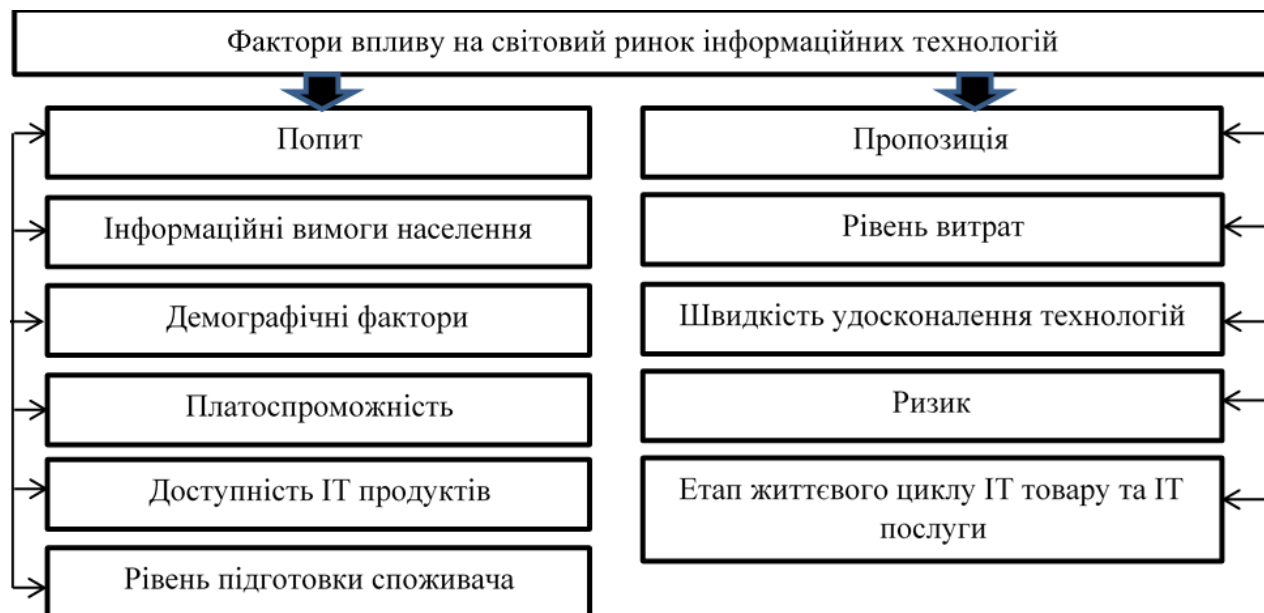 Фактори впливу на світовий ринок інформаційних технологій
Попит
Інформаційні вимоги населення
Демографічні фактори
Платоспроможність
Доступність ІТ продуктів
Рівень підготовки споживача
Пропозиція
Рівень витрат
Швидкість удосконалення технологій
Ризик
Етап життєвого циклу ІТ товару та ІТ
послуги